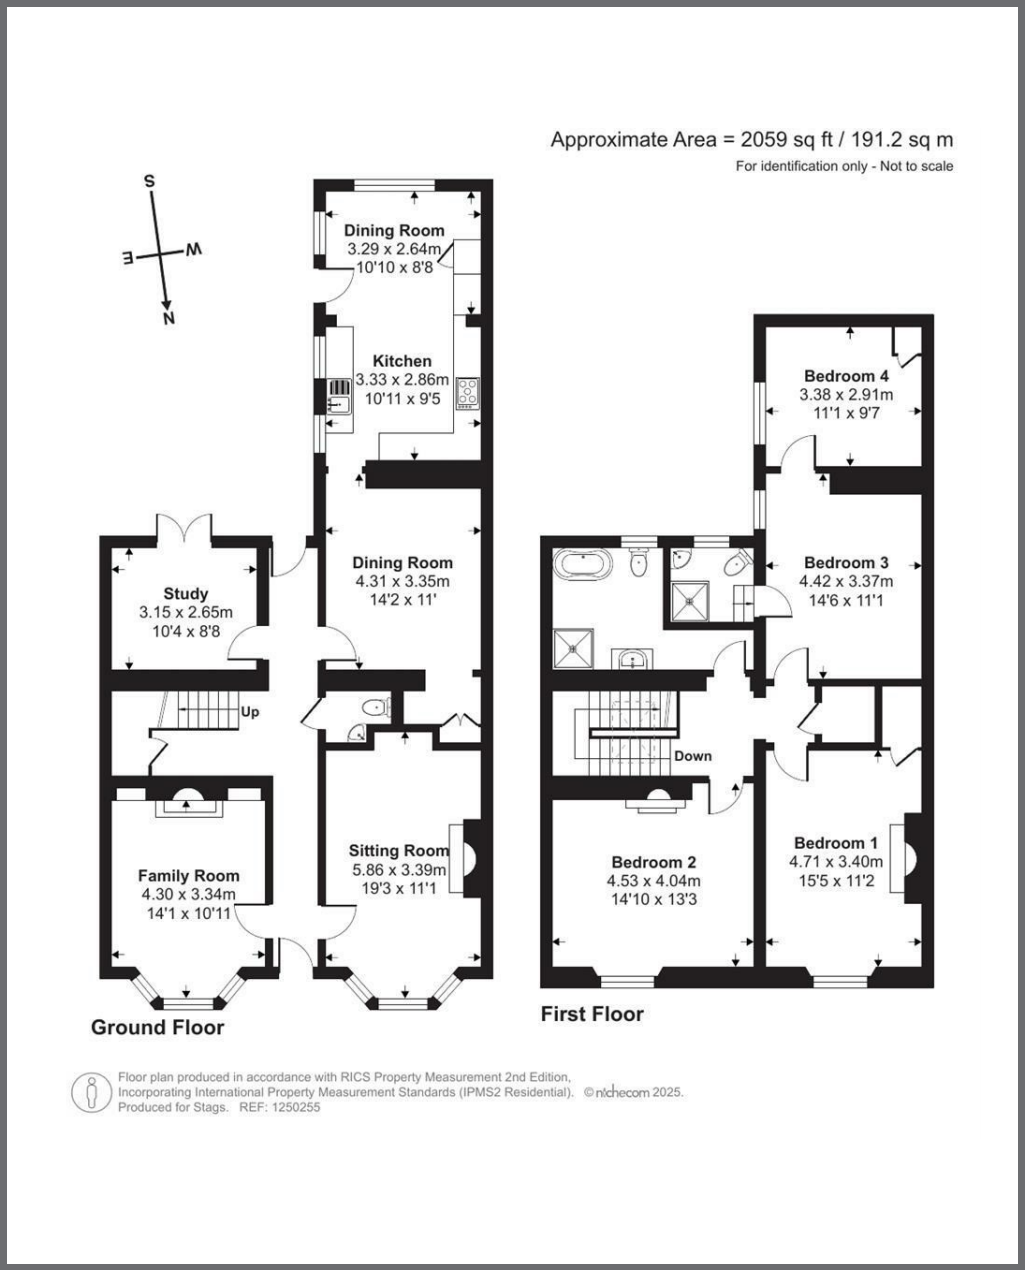 Approximate Area = 2059 sq ft / 191.2 sq m
For identification only - Not to scale
S
E
W
N
Dining Room
3.29 x 2.64m
10'10 x 8'8
Kitchen
3.33 x 2.86m
10'11 x 9'5
Dining Room
4.31 x 3.35m
14'2 x 11'
Study
3.15 x 2.65m
10'4 x 8'8
Up
Family Room
4.30 x 3.34m
14'1 x 10'11
Sitting Room
5.86 x 3.39m
19'3 x 11'1
Ground Floor
Bedroom 4
3.38 x 2.91m
11'1 x 9'7
Bedroom 3
4.42 x 3.37m
14'6 x 11'1
Down
Bedroom 2
4.53 x 4.04m
14'10 x 13'3
Bedroom 1
4.71 x 3.40m
15'5 x 11'2
First Floor
Floor plan produced in accordance with RICS Property Measurement 2nd Edition,
Incorporating International Property Measurement Standards (IPMS2 Residential). © nichecom 2025.
Produced for Stags. REF: 1250255